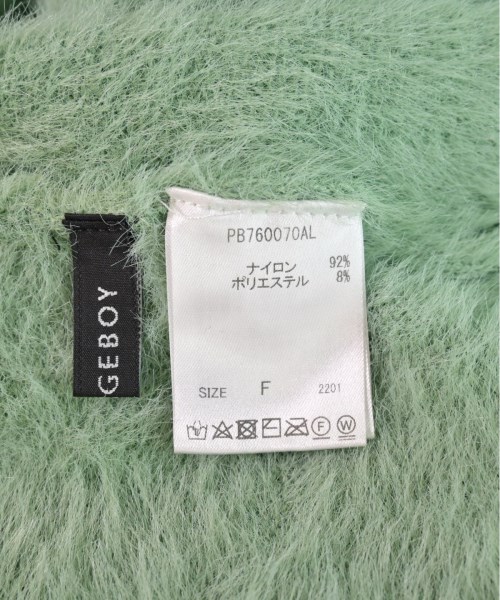 PB760070AL
ナイロン 92%
ポリエステル 8%
SIZE F 2201
F W
GEBOY